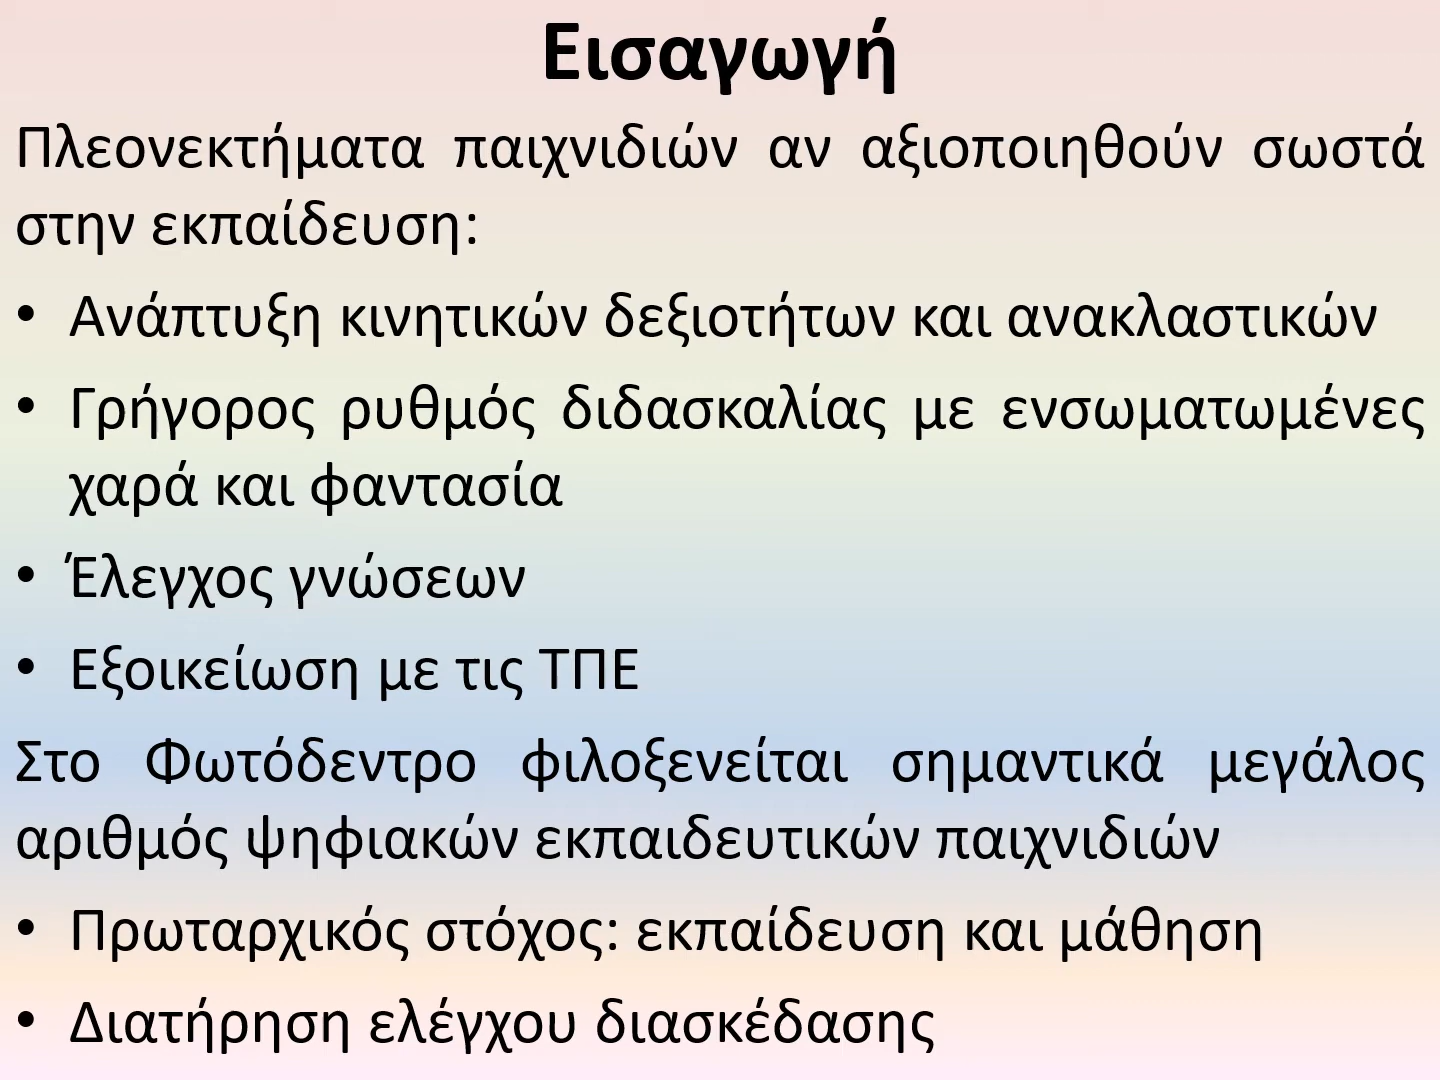 Εισαγωγή
Πλεονεκτήματα παιχνιδιών αν αξιοποιηθούν σωστά
στην εκπαίδευση:
• Ανάπτυξη κινητικών δεξιοτήτων και ανακλαστικών
• Γρήγορος ρυθμός διδασκαλίας με ενσωματωμένες
χαρά και φαντασία
• Έλεγχος γνώσεων
• Εξοικείωση με τις ΤΠΕ
Στο Φωτόδεντρο φιλοξενείται σημαντικά μεγάλος
αριθμός ψηφιακών εκπαιδευτικών παιχνιδιών
• Πρωταρχικός στόχος: εκπαίδευση και μάθηση
• Διατήρηση ελέγχου διασκέδασης